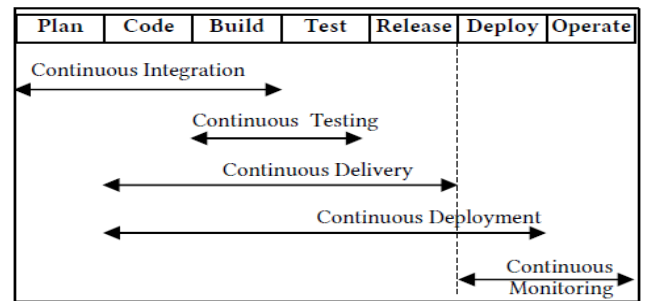 Plan Code Build Test Release Deploy Operate
Continuous Integration
Continuous Testing
Continuous Delivery
Continuous Deployment
Continuous
Monitoring